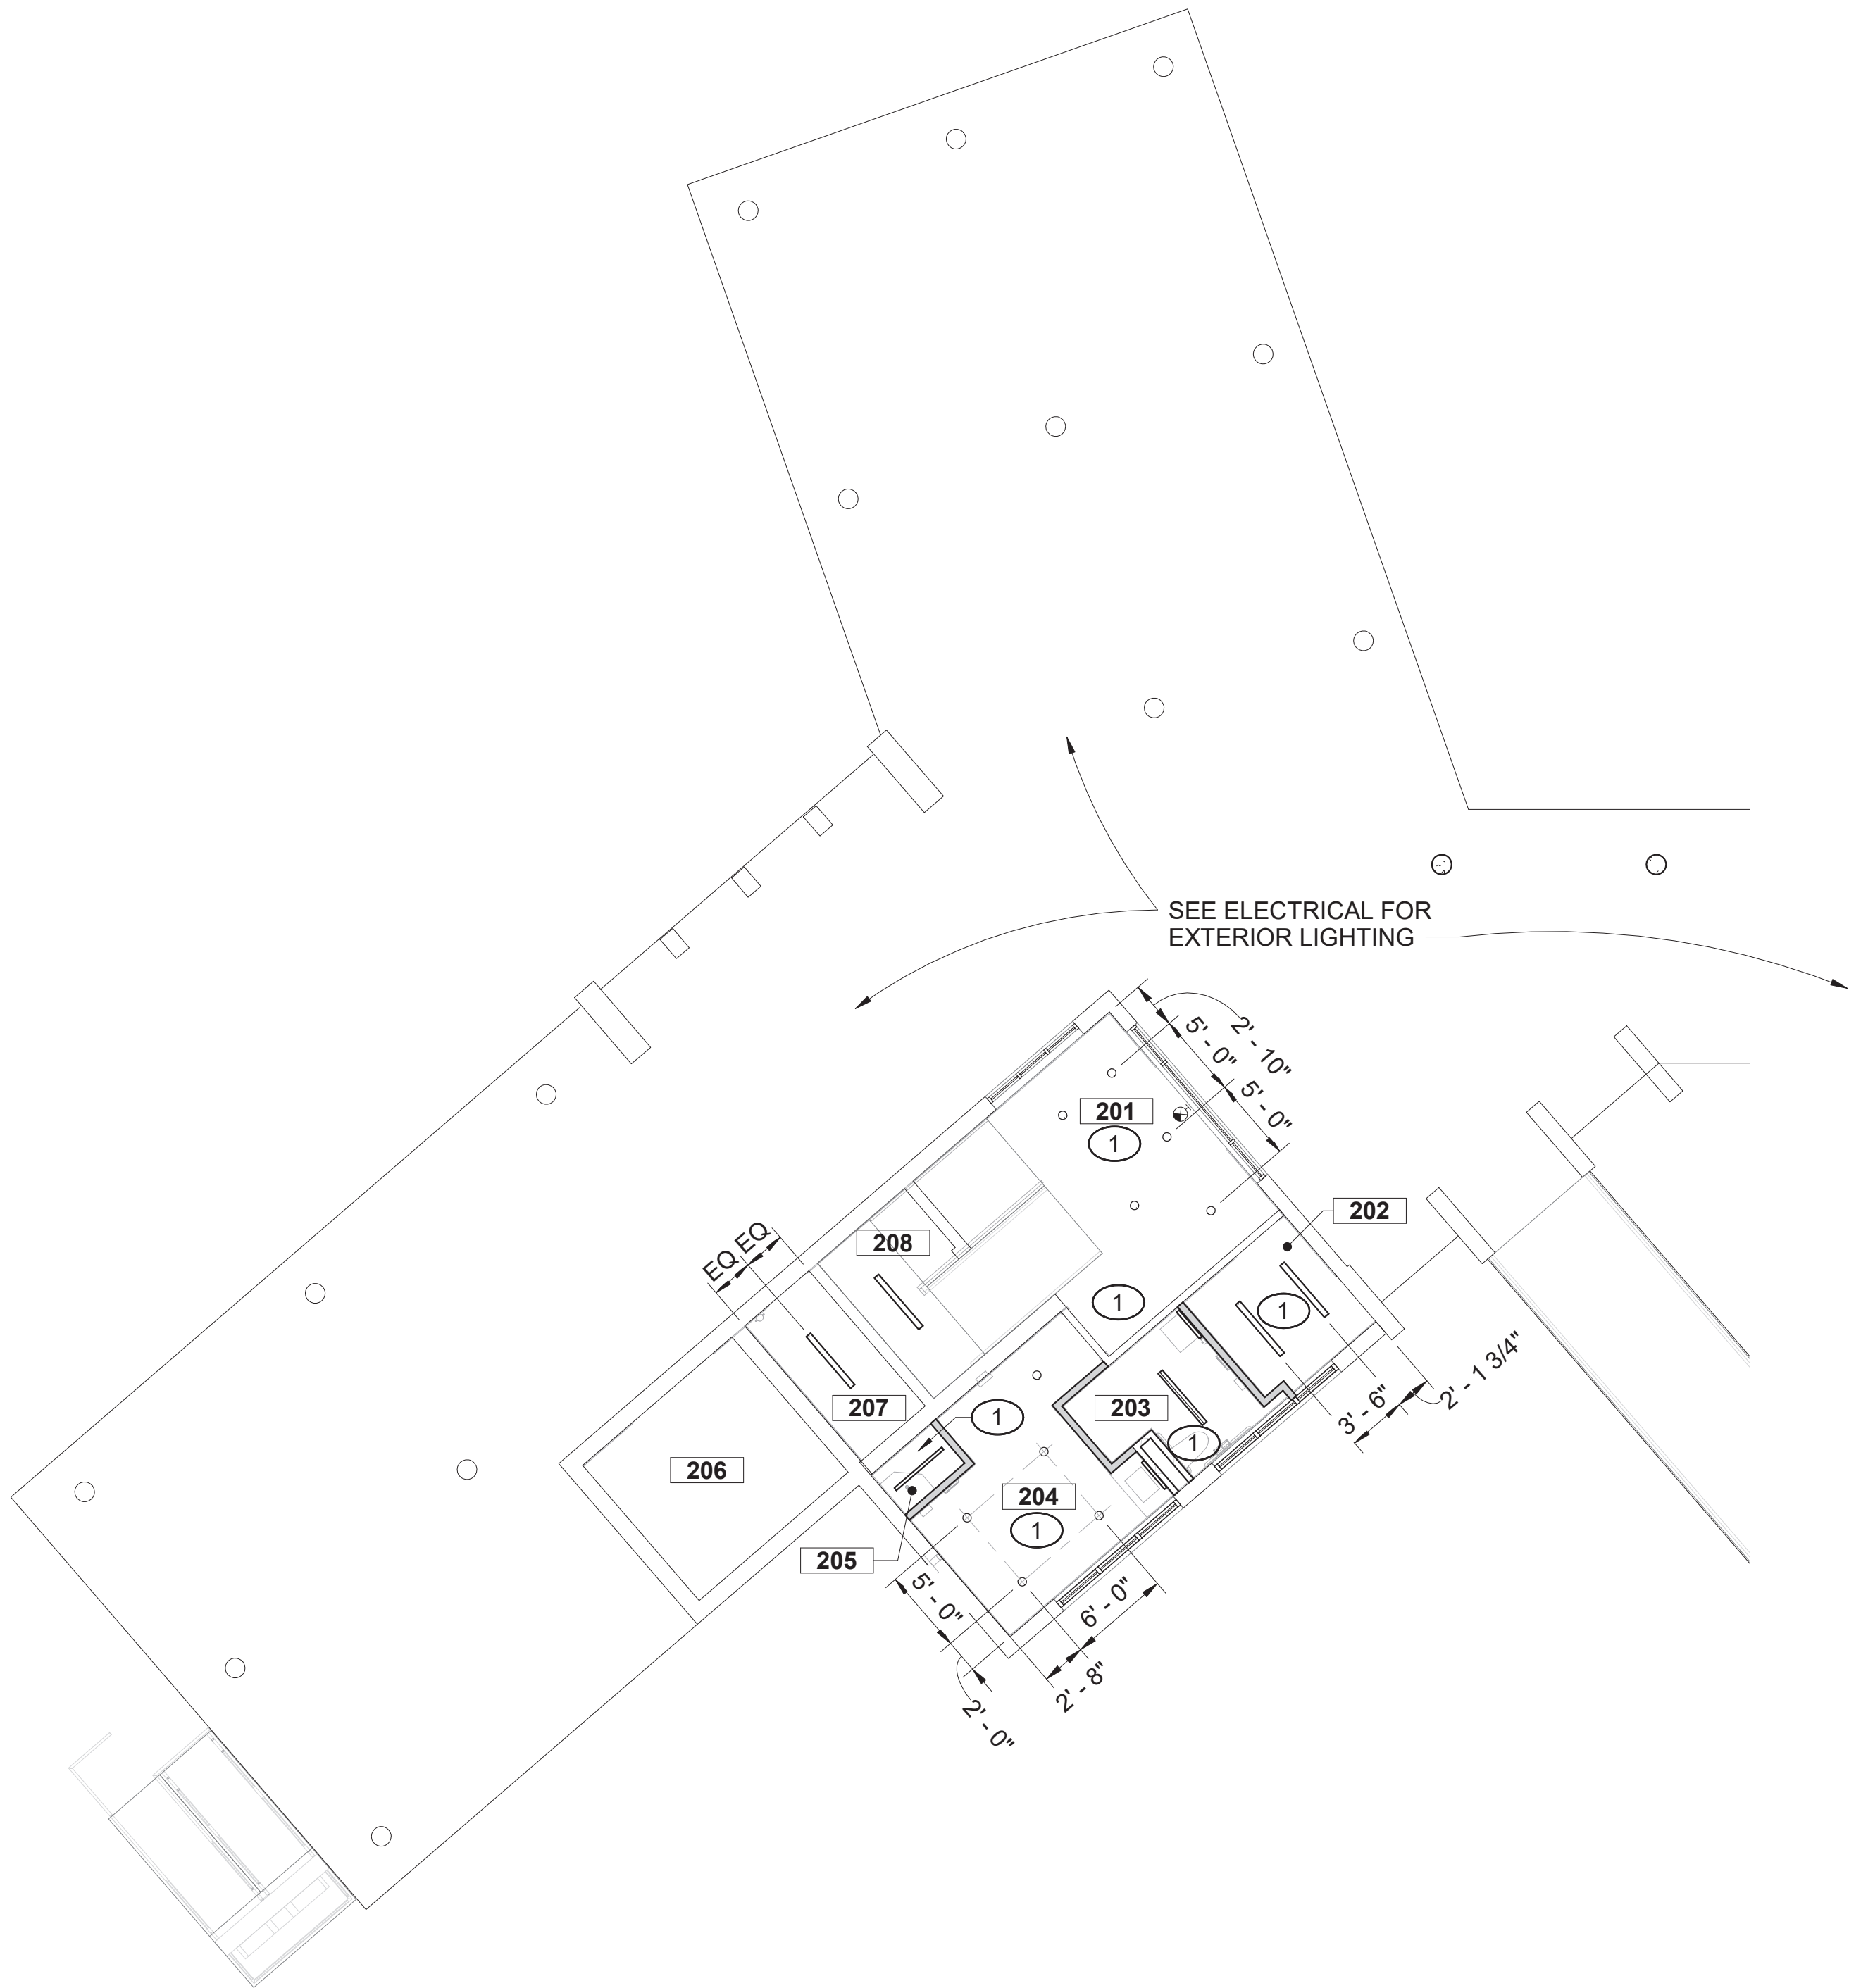 SEE ELECTRICAL FOR
EXTERIOR LIGHTING
2' - 10"
5' - 0"
5' - 0"
201
1
202
208
EQ EQ
1
1
2' - 1 3/4"
3' - 6"
207
1
203
1
206
204
1
205
5' - 0"
6' - 0"
2' - 8"
2' - 0"